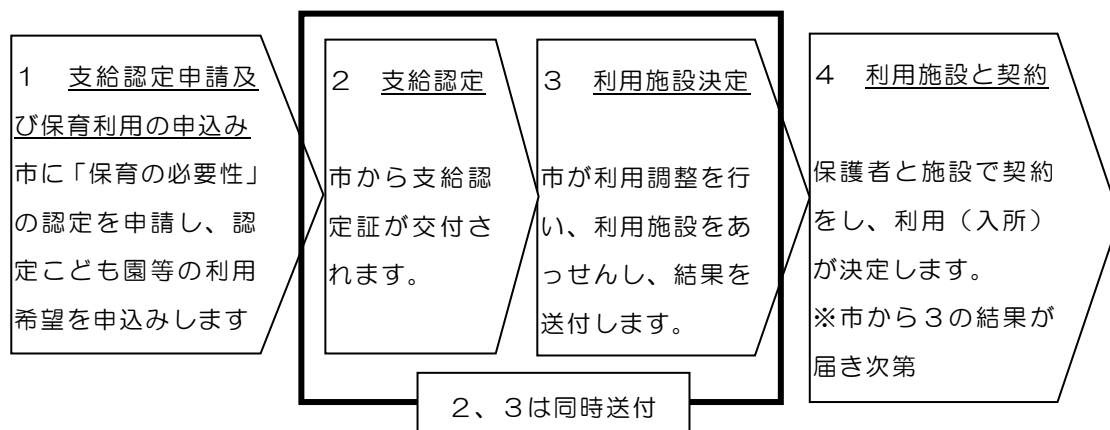 １　支給認定申請及
び保育利用の申込み
市に「保育の必要性」
の認定を申請し、認
定こども園等の利用
希望を申込みします
２　支給認定
市から支給認
定証が交付さ
れます。
３　利用施設決定
市が利用調整を行
い、利用施設をあ
っせんし、結果を
送付します。
２、３は同時送付
４　利用施設と契約
保護者と施設で契約
をし、利用（入所）
が決定します。
※市から３の結果が
届き次第